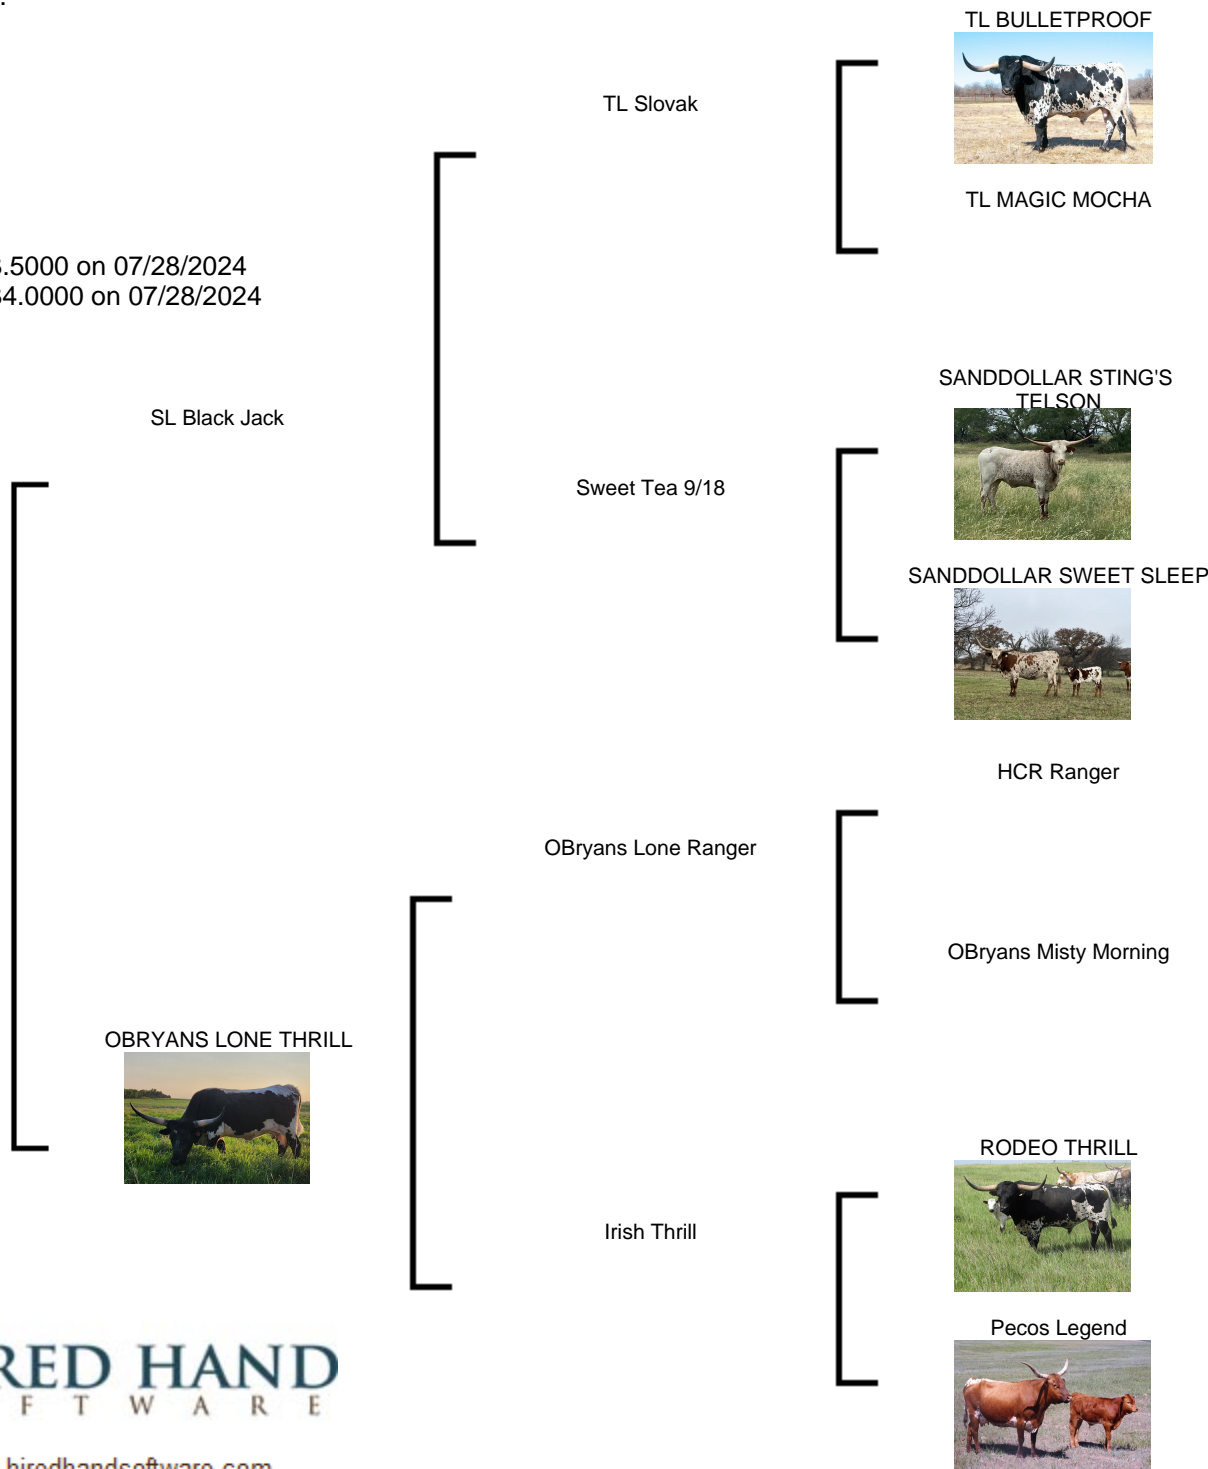 .
TL BULLETPROOF
TL Slovak
TL MAGIC MOCHA
.5000 on 07/28/2024
4.0000 on 07/28/2024
SANDDOLLAR STING'S
TELSON
SL Black Jack
Sweet Tea 9/18
SANDDOLLAR SWEET SLEEP
HCR Ranger
OBryans Lone Ranger
OBryans Misty Morning
OBRYANS LONE THRILL
RODEO THRILL
Irish Thrill
Pecos Legend
RED HAND
F T W A R E
hiredhandsoftware.com